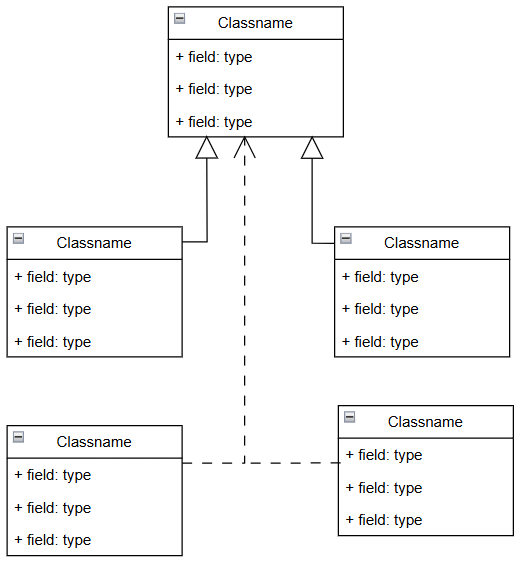 Classname
+ field: type
+ field: type
+ field: type
Classname
+ field: type
+ field: type
+ field: type
Classname
+ field: type
+ field: type
+ field: type
Classname
+ field: type
+ field: type
+ field: type
Classname
+ field: type
+ field: type
+ field: type